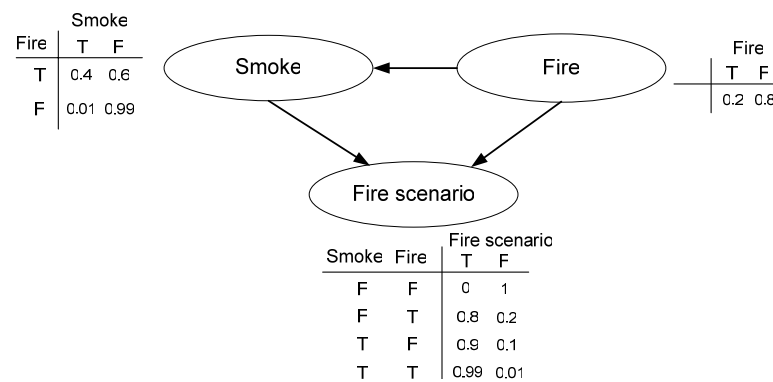 Smoke
Fire T F
T 0.4 0.6
F 0.01 0.99
Smoke
Fire
Fire
T F
0.2 0.8
Fire scenario
Fire scenario
Smoke Fire T F
F F 0 1
F T 0.8 0.2
T F 0.9 0.1
T T 0.99 0.01